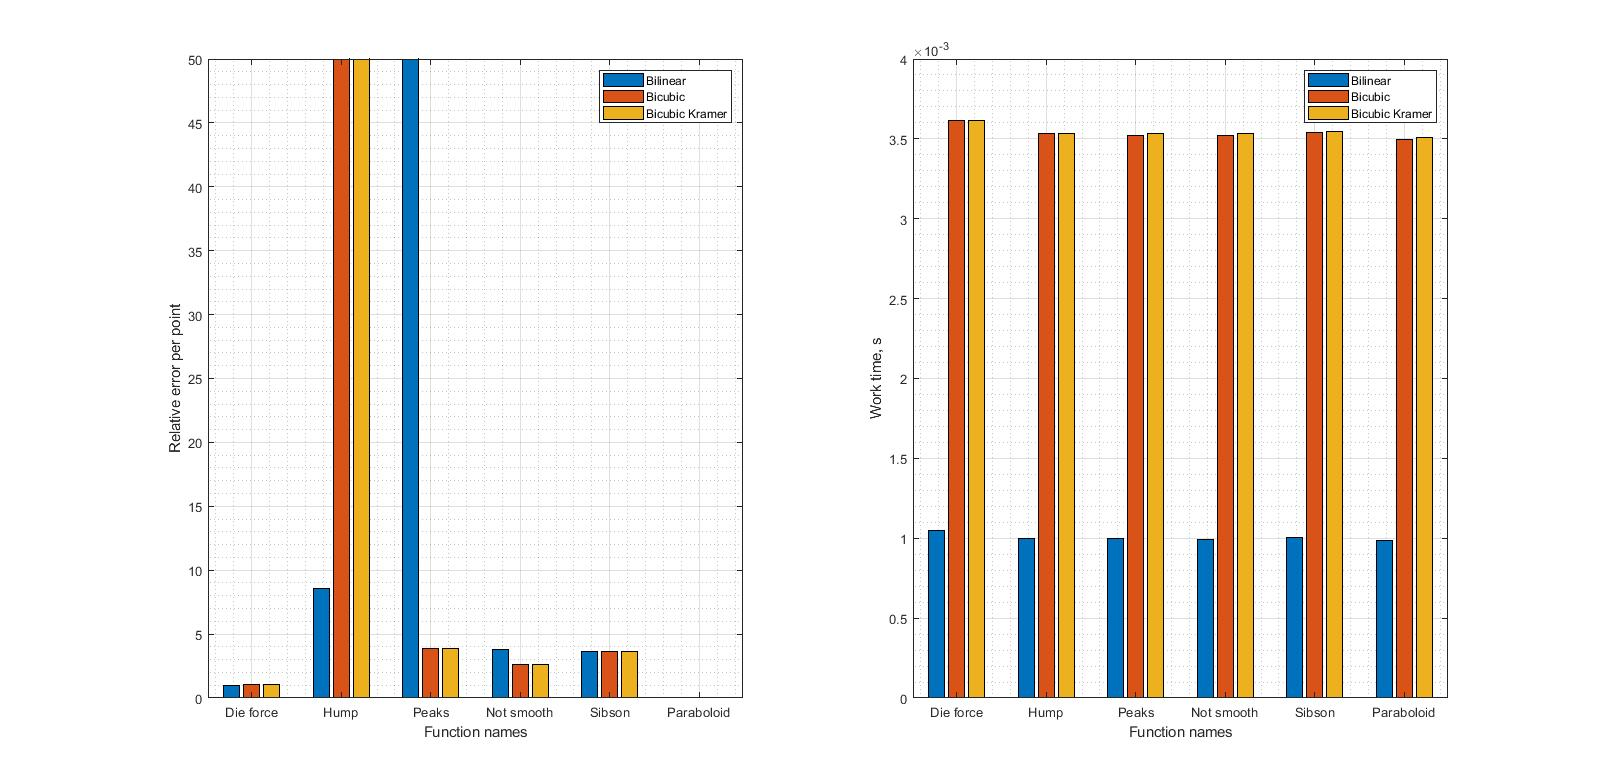 50
45
40
35
30
25
20
15
10
5
0
Relative error per point
Bilinear
Bicubic
Bicubic Kramer
Die force Hump Peaks Not smooth Sibson Paraboloid
Function names
×10-3
4
3.5
3
2.5
2
1.5
1
0.5
0
Work time, s
Bilinear
Bicubic
Bicubic Kramer
Die force Hump Peaks Not smooth Sibson Paraboloid
Function names